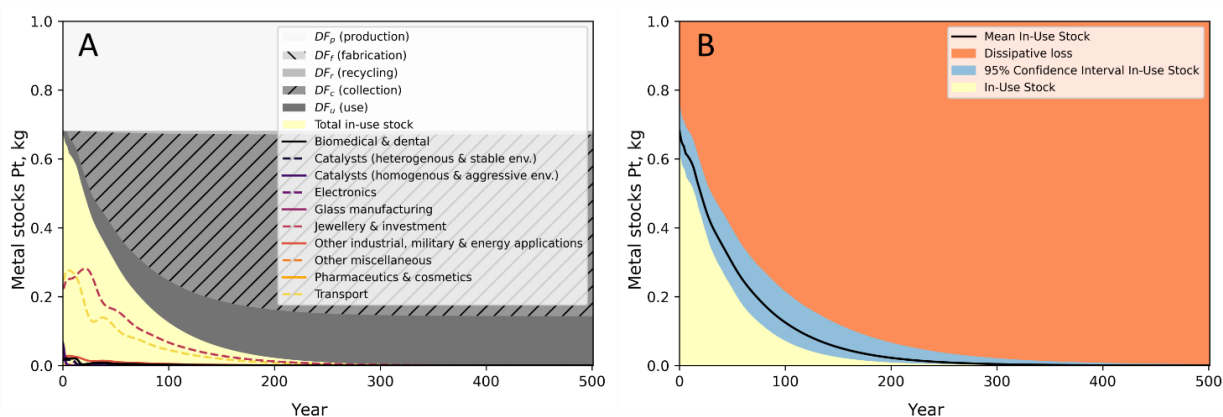 A
Metal stocks Pt, kg
1.0
0.8
0.6
0.4
0.2
0.0
DFp (production)
DFf (fabrication)
DFr (recycling)
DFc (collection)
DFu (use)
Total in-use stock
Biomedical & dental
Catalysts (heterogenous & stable env.)
Catalysts (homogenous & aggressive env.)
Electronics
Glass manufacturing
Jewellery & investment
Other industrial, military & energy applications
Other miscellaneous
Pharmaceutics & cosmetics
Transport
0 100 200 300 400 500
Year
B
Metal stocks Pt, kg
1.0
0.8
0.6
0.4
0.2
0.0
Mean In-Use Stock
Dissipative loss
95% Confidence Interval In-Use Stock
In-Use Stock
0 100 200 300 400 500
Year